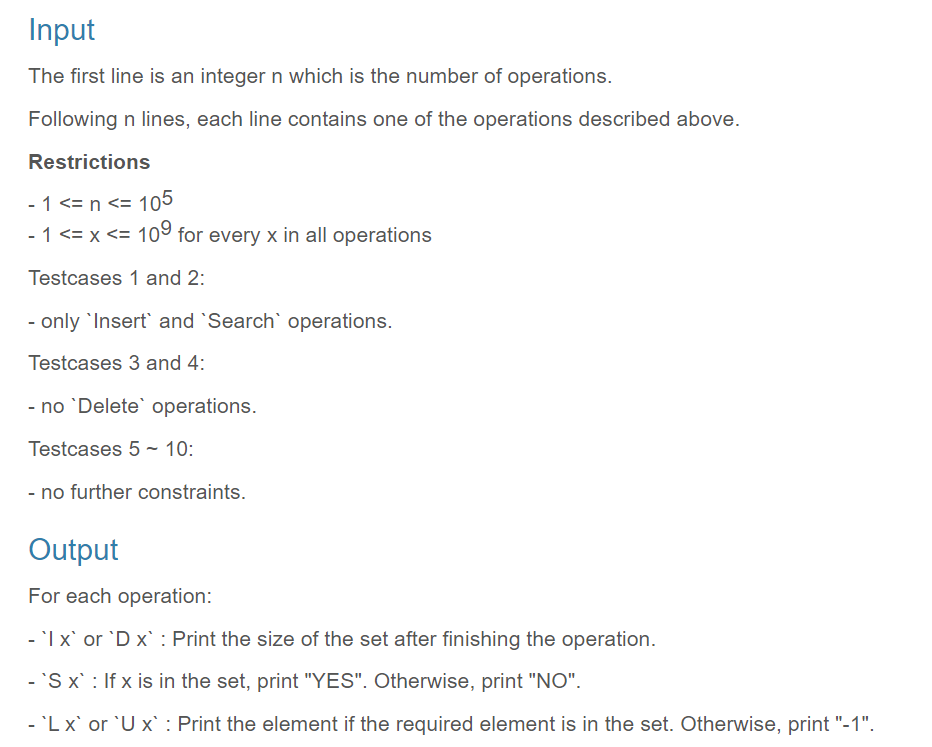 Input
The first line is an integer n which is the number of operations.
Following n lines, each line contains one of the operations described above.
Restrictions
- 1 <= n <= 10^5
- 1 <= x <= 10^9 for every x in all operations
Testcases 1 and 2:
- only `Insert` and `Search` operations.
Testcases 3 and 4:
- no `Delete` operations.
Testcases 5 ~ 10:
- no further constraints.
Output
For each operation:
- `I x` or `D x` : Print the size of the set after finishing the operation.
- `S x` : If x is in the set, print "YES". Otherwise, print "NO".
- `L x` or `U x` : Print the element if the required element is in the set. Otherwise, print "-1".